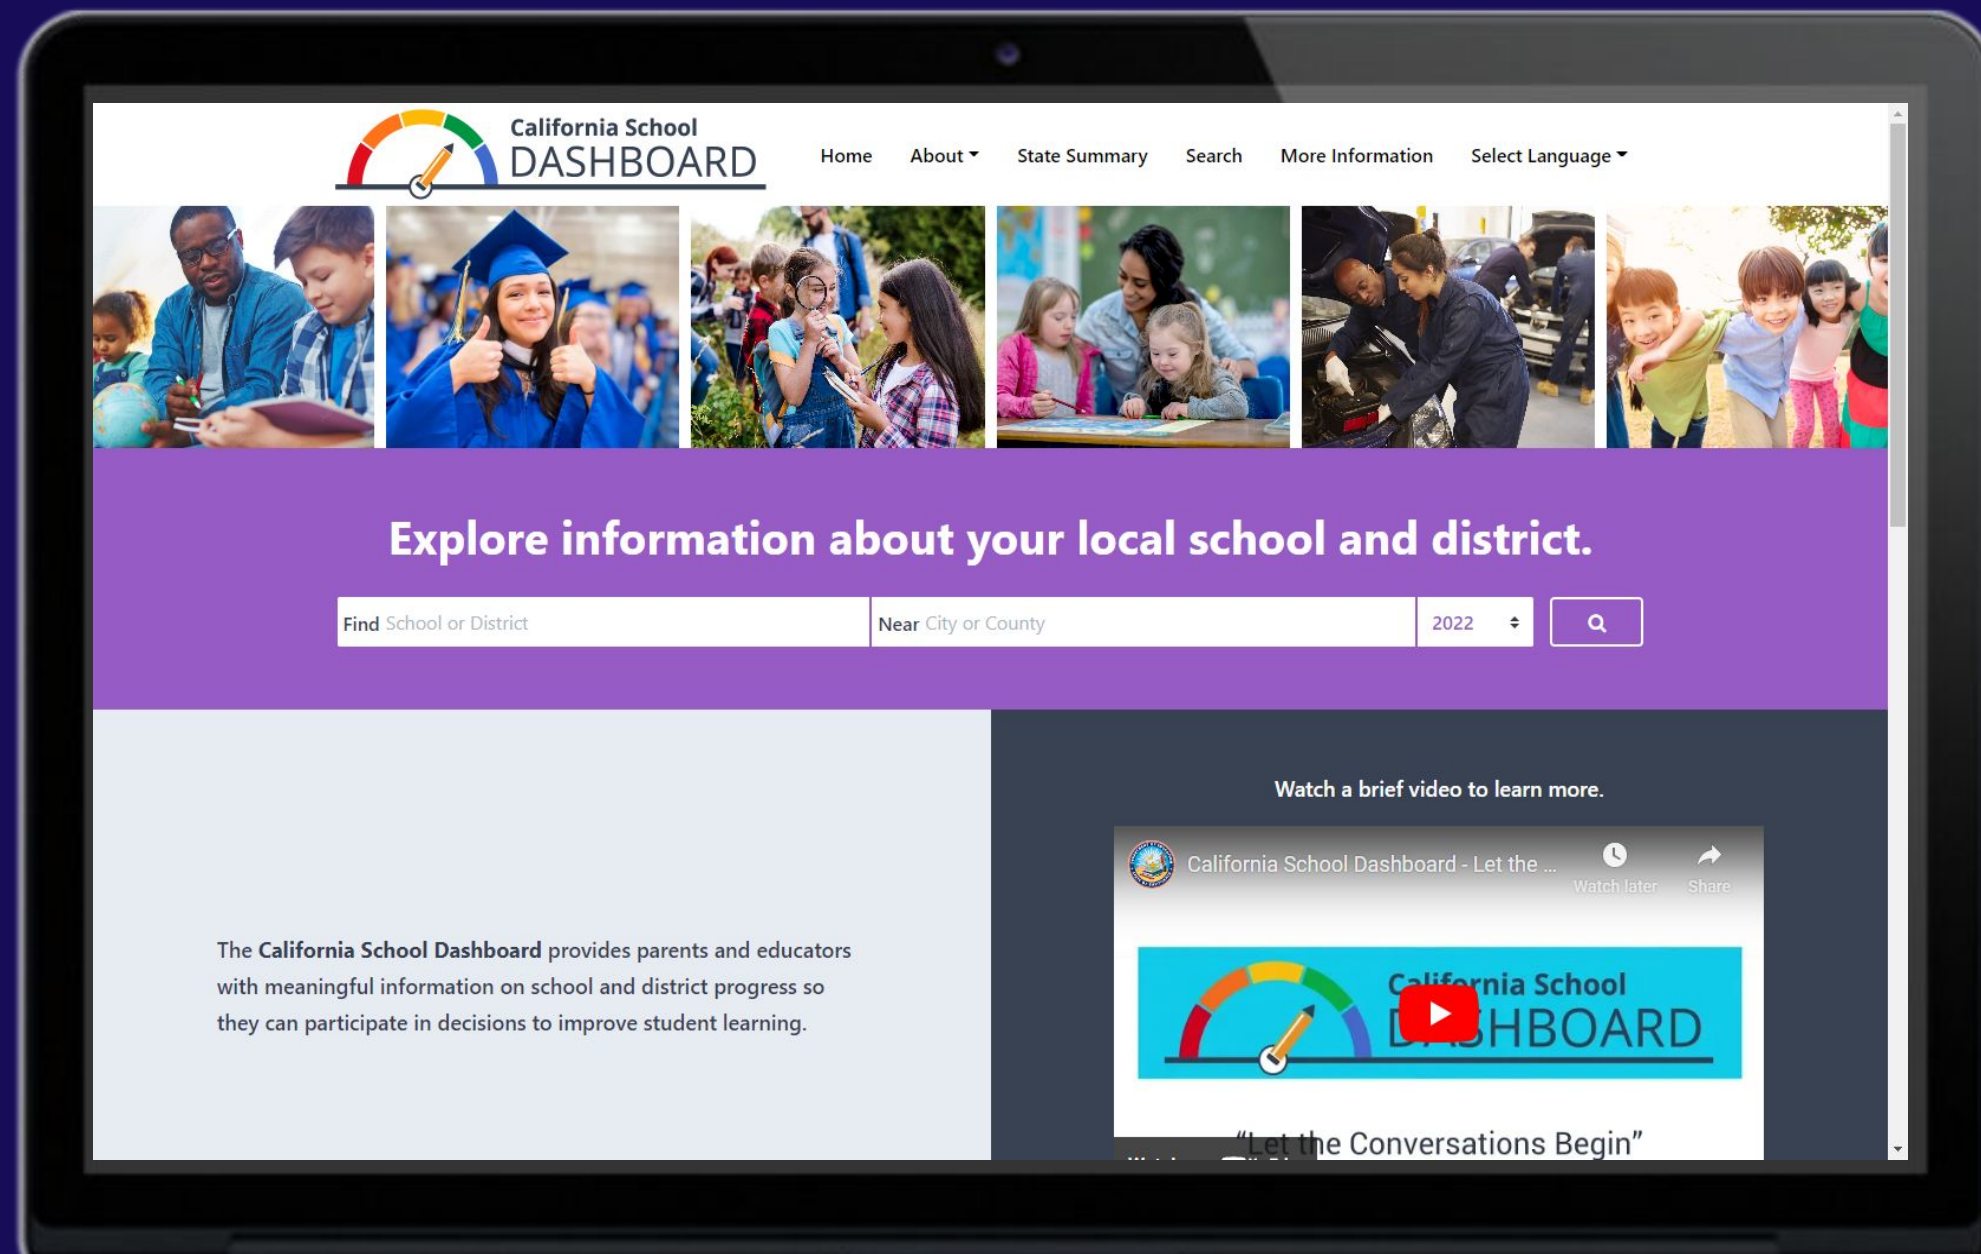 California School
DASHBOARD
Home About State Summary Search More Information Select Language
Explore information about your local school and district.
Find School or District Near City or County 2022
Watch a brief video to learn more.
California School Dashboard - Let the ...
Watch later Share
The California School Dashboard provides parents and educators
with meaningful information on school and district progress so
they can participate in decisions to improve student learning.
California School
DASHBOARD
“Let the Conversations Begin”